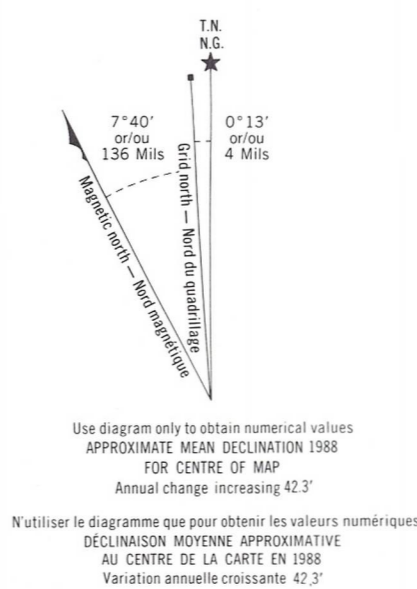 T.N.
N.G.
7°40'
or/ou
136 Mils
0°13'
or/ou
4 Mils
Grid north — Nord du quadrillage
Magnetic north — Nord magnétique
Use diagram only to obtain numerical values
APPROXIMATE MEAN DECLINATION 1988
FOR CENTRE OF MAP
Annual change increasing 42.3'
N'utiliser le diagramme que pour obtenir les valeurs numériques
DÉCLINAISON MOYENNE APPROXIMATIVE
AU CENTRE DE LA CARTE EN 1988
Variation annuelle croissante 42,3'